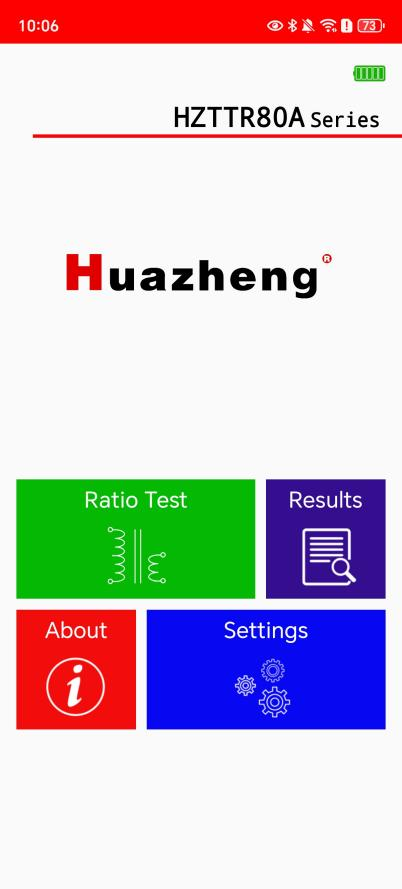 10:06
73
HZTTR80A Series
Huazheng®
Ratio Test
Results
About
Settings